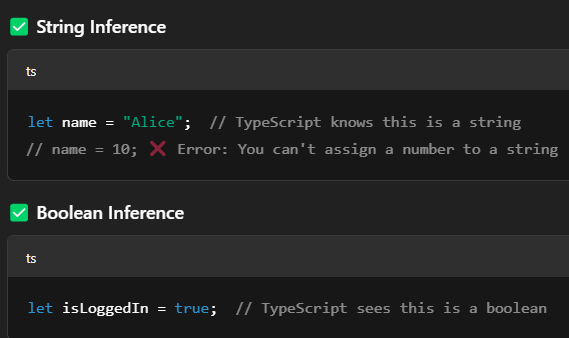 ✅ String Inference
ts
let name = "Alice";  // TypeScript knows this is a string
// name = 10; ❌ Error: You can't assign a number to a string
✅ Boolean Inference
ts
let isLoggedIn = true;  // TypeScript sees this is a boolean